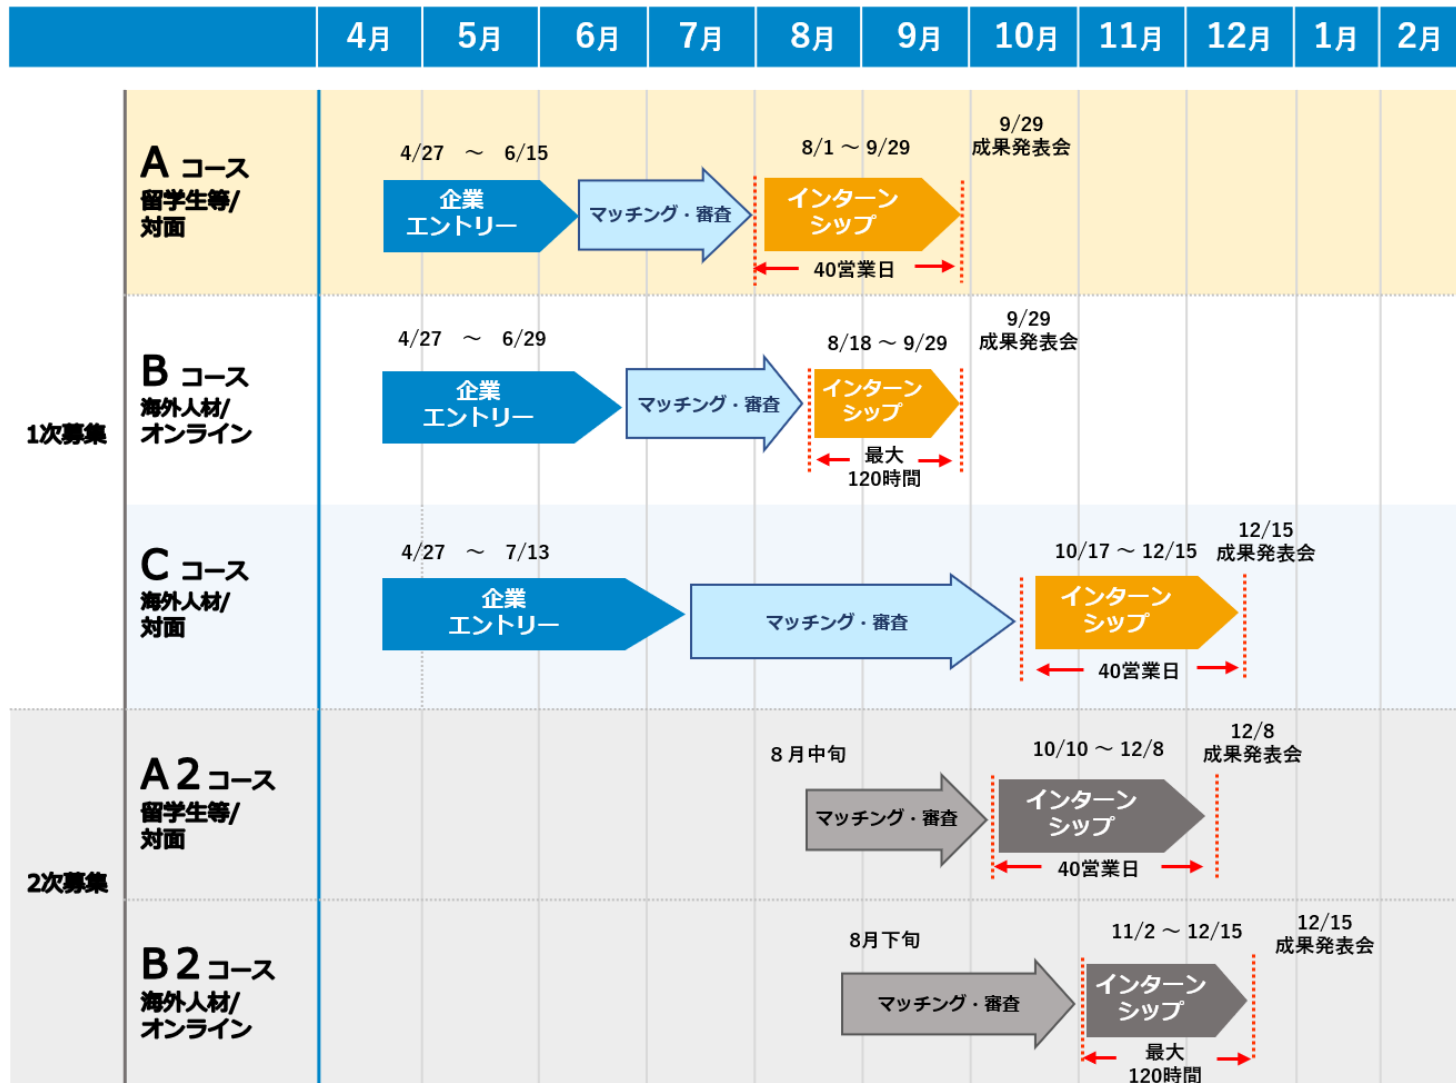 4月 5月 6月 7月 8月 9月 10月 11月 12月 1月 2月
1次募集
A コース
留学生等/
対面
4/27 ～ 6/15
企業
エントリー
マッチング・審査
8/1 ～ 9/29
インターン
シップ
40営業日
9/29
成果発表会
B コース
海外人材/
オンライン
4/27 ～ 6/29
企業
エントリー
マッチング・審査
8/18 ～ 9/29
インターン
シップ
最大
120時間
9/29
成果発表会
C コース
海外人材/
対面
4/27 ～ 7/13
企業
エントリー
マッチング・審査
10/17 ～ 12/15
インターン
シップ
40営業日
12/15
成果発表会
2次募集
A２コース
留学生等/
対面
８月中旬
マッチング・審査
10/10 ～ 12/8
インターン
シップ
40営業日
12/8
成果発表会
B２コース
海外人材/
オンライン
8月下旬
マッチング・審査
11/2 ～ 12/15
インターン
シップ
最大
120時間
12/15
成果発表会